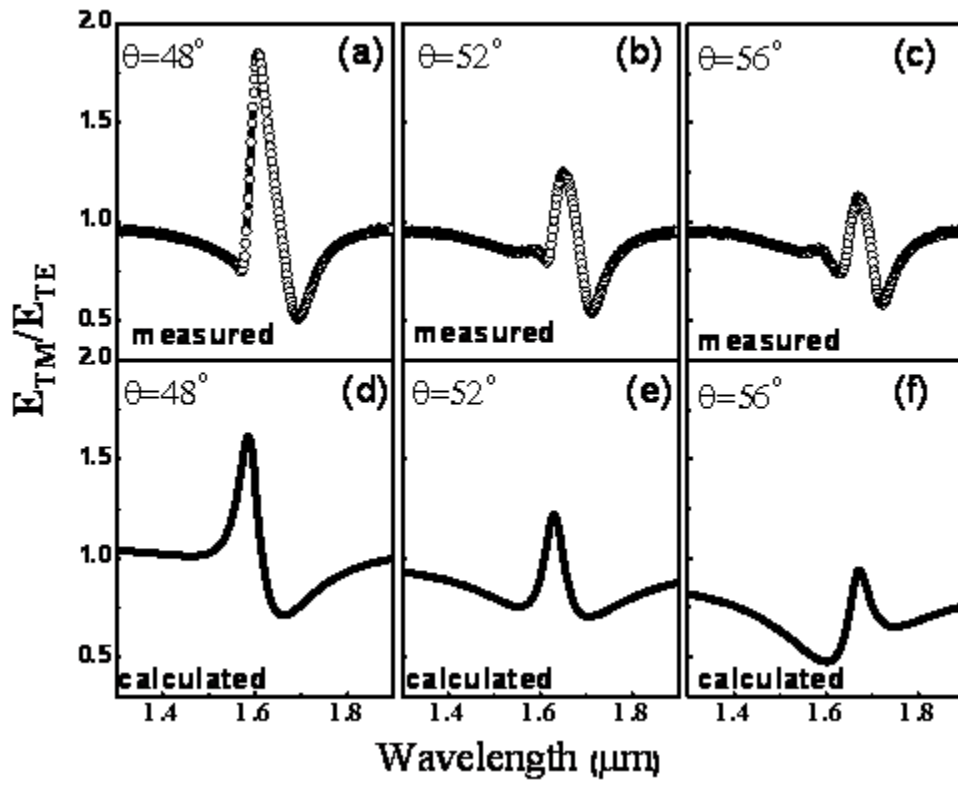 2.0
θ=48° (a) θ=52° (b) θ=56° (c)
1.5
1.0
0.5
measured measured measured
E_TM/E_TE
2.0
θ=48° (d) θ=52° (e) θ=56° (f)
1.5
1.0
0.5
calculated calculated calculated
1.4 1.6 1.8 1.4 1.6 1.8 1.4 1.6 1.8
Wavelength (μm)